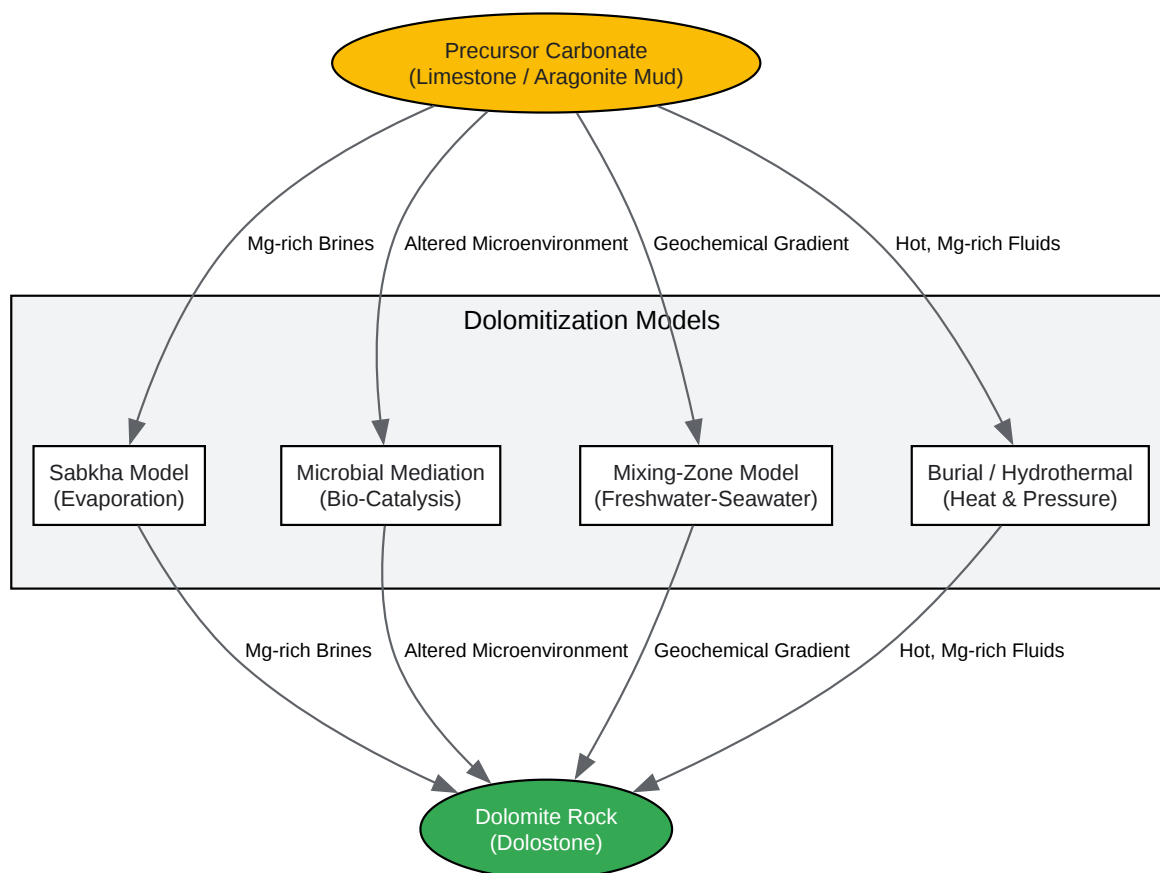 Precursor Carbonate
(Limestone / Aragonite Mud)
Mg-rich Brines
Altered Microenvironment
Geochemical Gradient
Hot, Mg-rich Fluids
Dolomitization Models
Sabkha Model
(Evaporation)
Microbial Mediation
(Bio-Catalysis)
Mixing-Zone Model
(Freshwater-Seawater)
Burial / Hydrothermal
(Heat & Pressure)
Mg-rich Brines
Altered Microenvironment
Geochemical Gradient
Hot, Mg-rich Fluids
Dolomite Rock
(Dolostone)